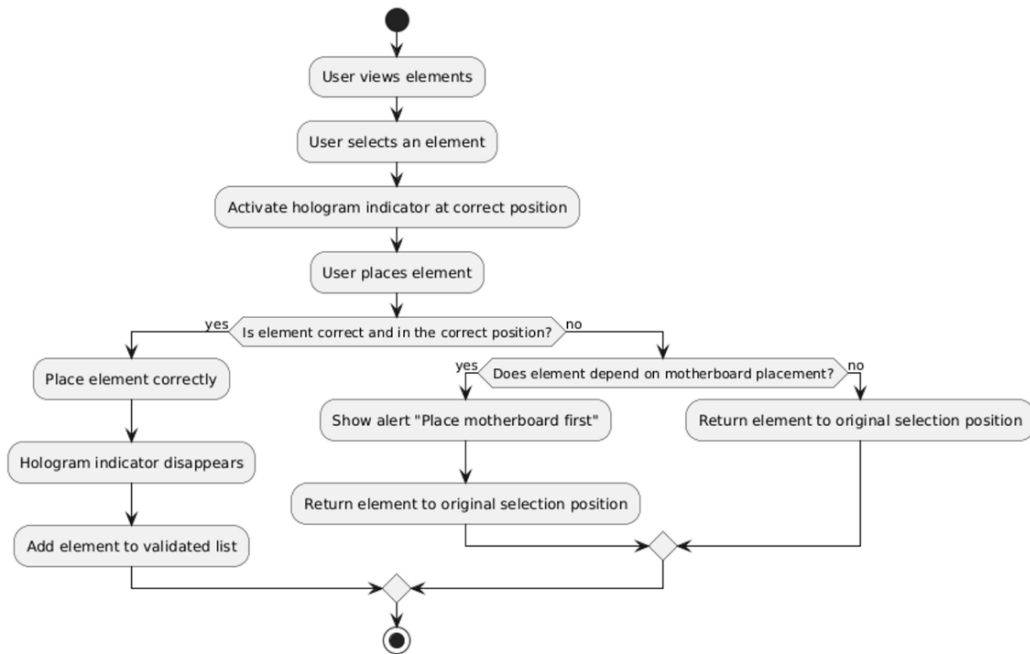 User views elements
User selects an element
Activate hologram indicator at correct position
User places element
yes
Is element correct and in the correct position?
no
Place element correctly
Hologram indicator disappears
Add element to validated list
yes
Does element depend on motherboard placement?
no
Show alert "Place motherboard first"
Return element to original selection position
Return element to original selection position